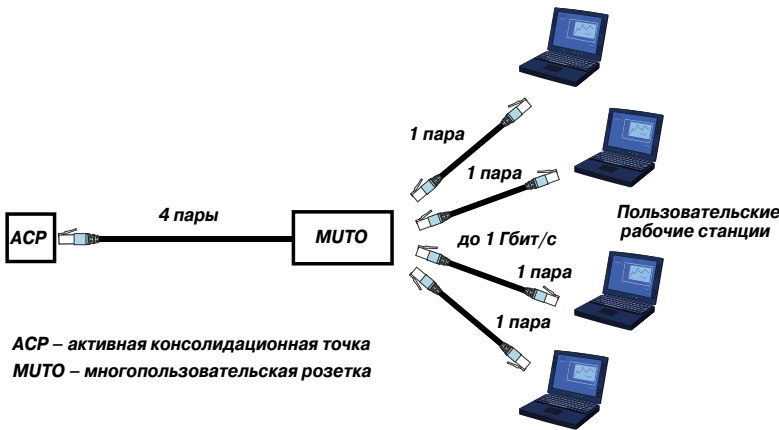 1 пара
1 пара
4 пары
ACP
MUTO
до 1 Гбит/с
Пользовательские
рабочие станции
1 пара
1 пара
ACP – активная консолидационная точка
MUTO – многопользовательская розетка